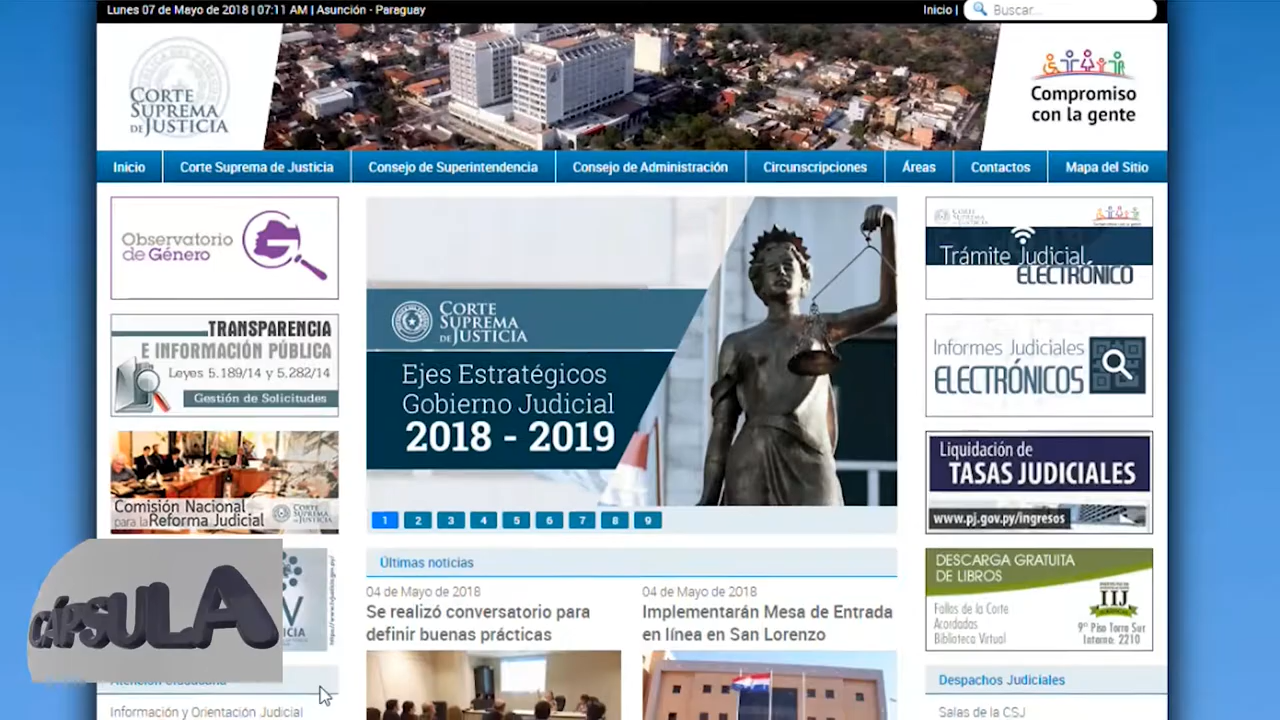 Lunes 07 de Mayo de 2018 | 07:11 AM | Asunción - Paraguay
Inicio |
Buscar...
CORTE
SUPREMA
DE JUSTICIA
Compromiso
con la gente
Inicio
Corte Suprema de Justicia
Consejo de Superintendencia
Consejo de Administración
Circunscripciones
Áreas
Contactos
Mapa del Sitio
Observatorio
de Género
TRANSPARENCIA
E INFORMACIÓN PÚBLICA
Leyes 5.189/14 y 5.282/14
Gestión de Solicitudes
Comisión Nacional
para la Reforma Judicial
CORTE
SUPREMA
DE JUSTICIA
CÁPSULA
Atención Ciudadana
Información y Orientación Judicial
CORTE
SUPREMA
DE JUSTICIA
Ejes Estratégicos
Gobierno Judicial
2018 - 2019
1 2 3 4 5 6 7 8 9
Últimas noticias
04 de Mayo de 2018
Se realizó conversatorio para
definir buenas prácticas
04 de Mayo de 2018
Implementarán Mesa de Entrada
en línea en San Lorenzo
Trámite Judicial
ELECTRÓNICO
Informes Judiciales
ELECTRÓNICOS
Liquidación de
TASAS JUDICIALES
www.pj.gov.py/ingresos
DESCARGA GRATUITA
DE LIBROS
Fallos de la Corte
Acordadas
Biblioteca Virtual
IIJ
9° Piso Torre Sur
Interno: 2210
Despachos Judiciales
Salas de la CSJ